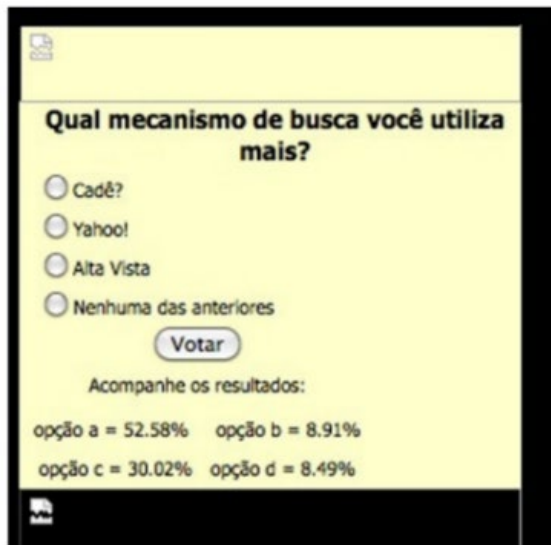 Qual mecanismo de busca você utiliza
mais?
Cadê?
Yahoo!
Alta Vista
Nenhuma das anteriores
Votar
Acompanhe os resultados:
opção a = 52.58% opção b = 8.91%
opção c = 30.02% opção d = 8.49%